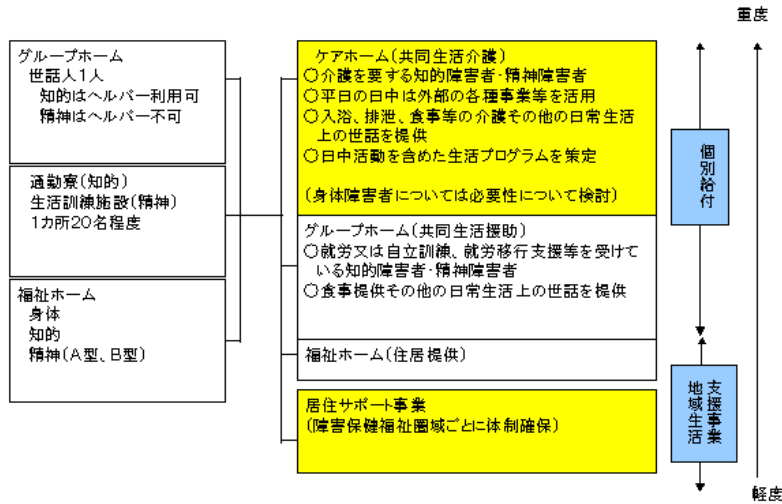 重度
グループホーム
世話人1人
知的はヘルパー利用可
精神はヘルパー不可
通勤寮(知的)
生活訓練施設(精神)
1カ所20名程度
福祉ホーム
身体
知的
精神(A型、B型)
ケアホーム(共同生活介護)
○介護を要する知的障害者・精神障害者
○平日の日中は外部の各種事業等を活用
○入浴、排泄、食事等の介護その他の日常生活
上の世話を提供
○日中活動を含めた生活プログラムを策定
(身体障害者については必要性について検討)
グループホーム(共同生活援助)
○就労又は自立訓練、就労移行支援等を受けて
いる知的障害者・精神障害者
○食事提供その他の日常生活上の世話を提供
福祉ホーム(住居提供)
居住サポート事業
(障害保健福祉圏域ごとに体制確保)
個別給付
支援事業
地域生活
軽度